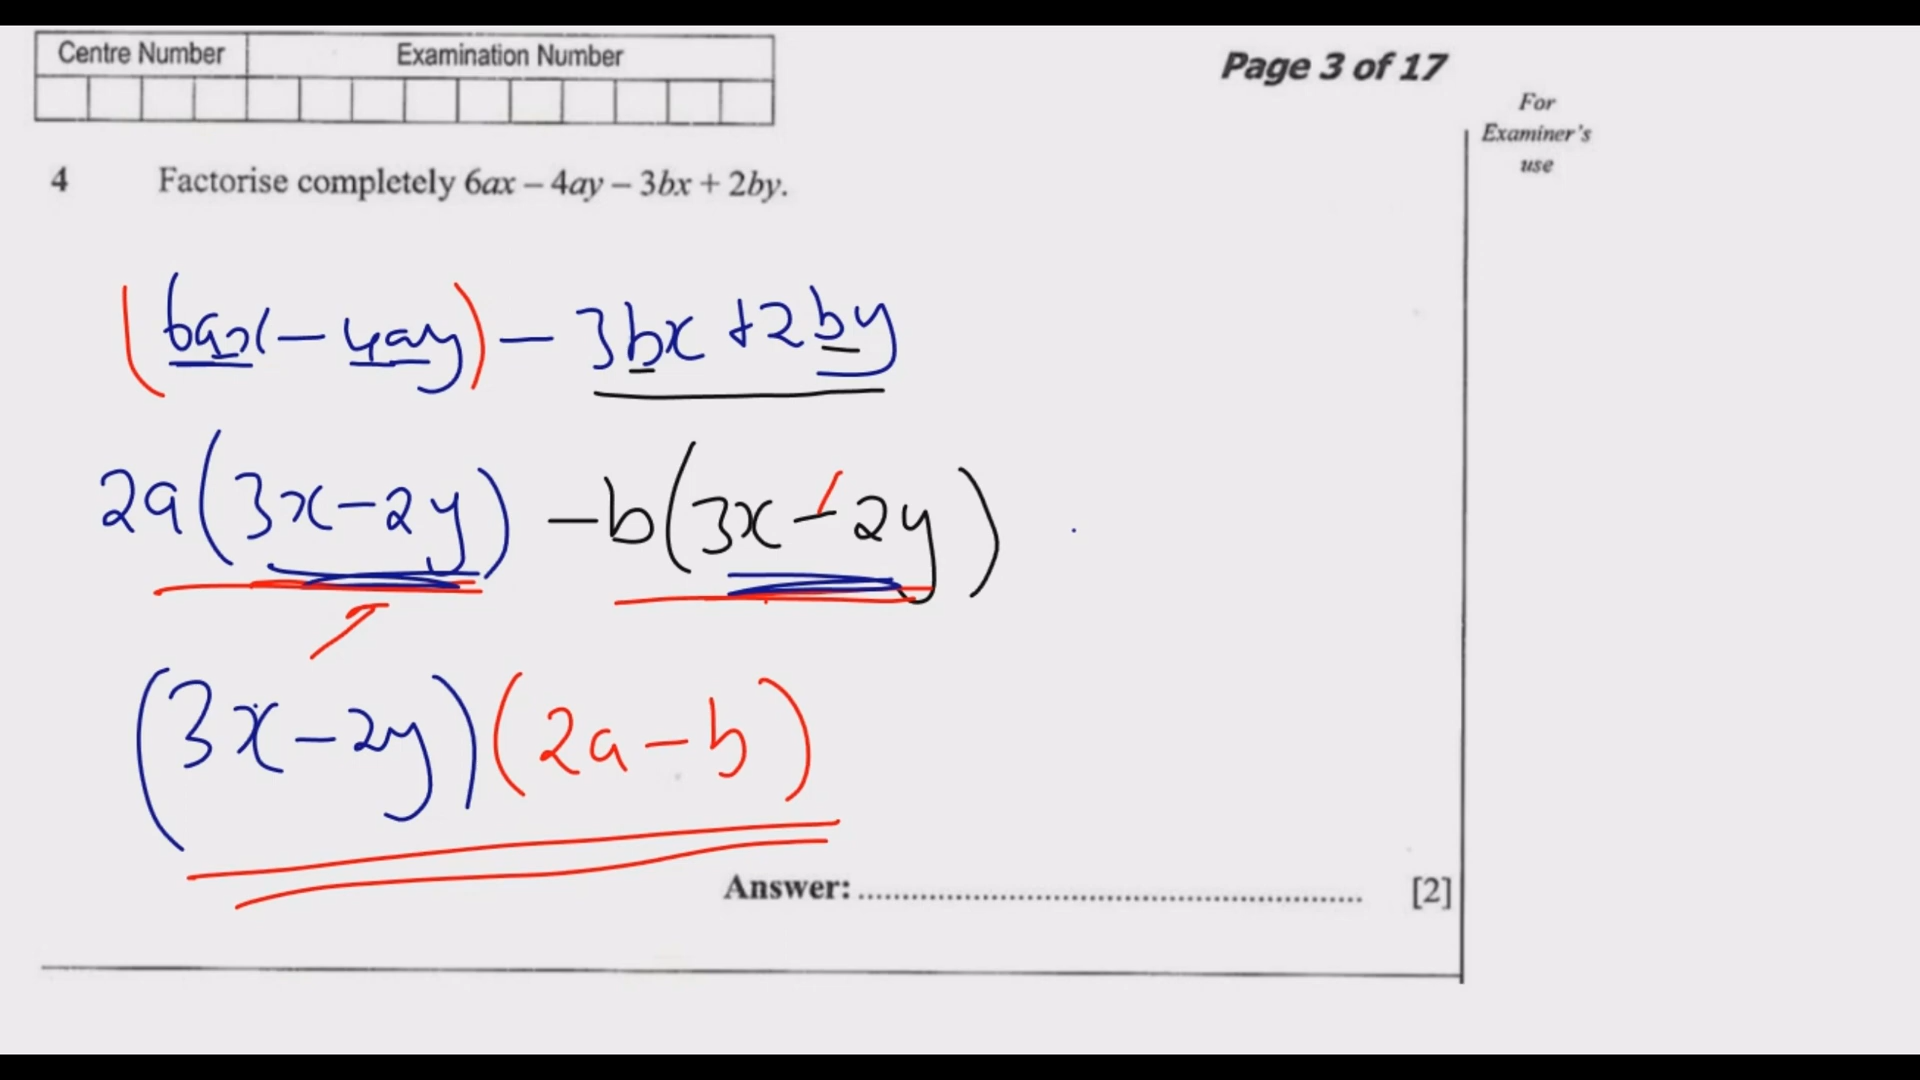 Centre Number Examination Number
Page 3 of 17
For
Examiner's
use
4 Factorise completely 6ax – 4ay – 3bx + 2by.
(6ax – 4ay) – 3bx + 2by
2a(3x – 2y) – b(3x – 2y)
(3x – 2y)(2a – b)
Answer: ........................................................ [2]